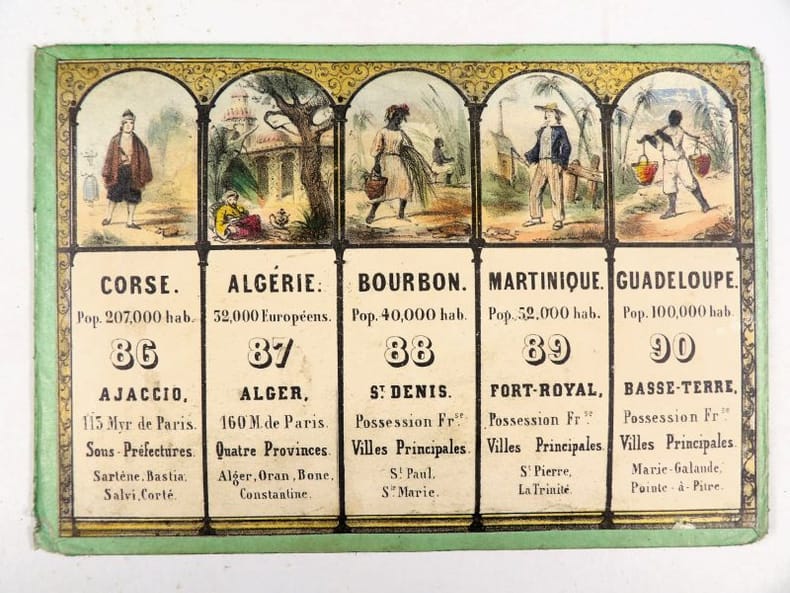 CORSE.
Pop. 207,000 hab.
86
AJACCIO,
113 Myr de Paris.
Sous-Préfectures.
Sartène, Bastia,
Salvi, Corté.
ALGÉRIE.
32,000 Européens.
87
ALGER,
160 M. de Paris.
Quatre Provinces.
Alger, Oran, Bone,
Constantine.
BOURBON.
Pop. 40,000 hab.
88
ST DENIS.
Possession Frse
Villes Principales.
St Paul,
Ste Marie.
MARTINIQUE.
Pop. 52,000 hab.
89
FORT-ROYAL,
Possession Frse
Villes Principales.
St Pierre,
La Trinité.
GUADELOUPE.
Pop. 100,000 hab.
90
BASSE-TERRE,
Possession Frse
Villes Principales.
Marie-Galande,
Pointe-à-Pitre.